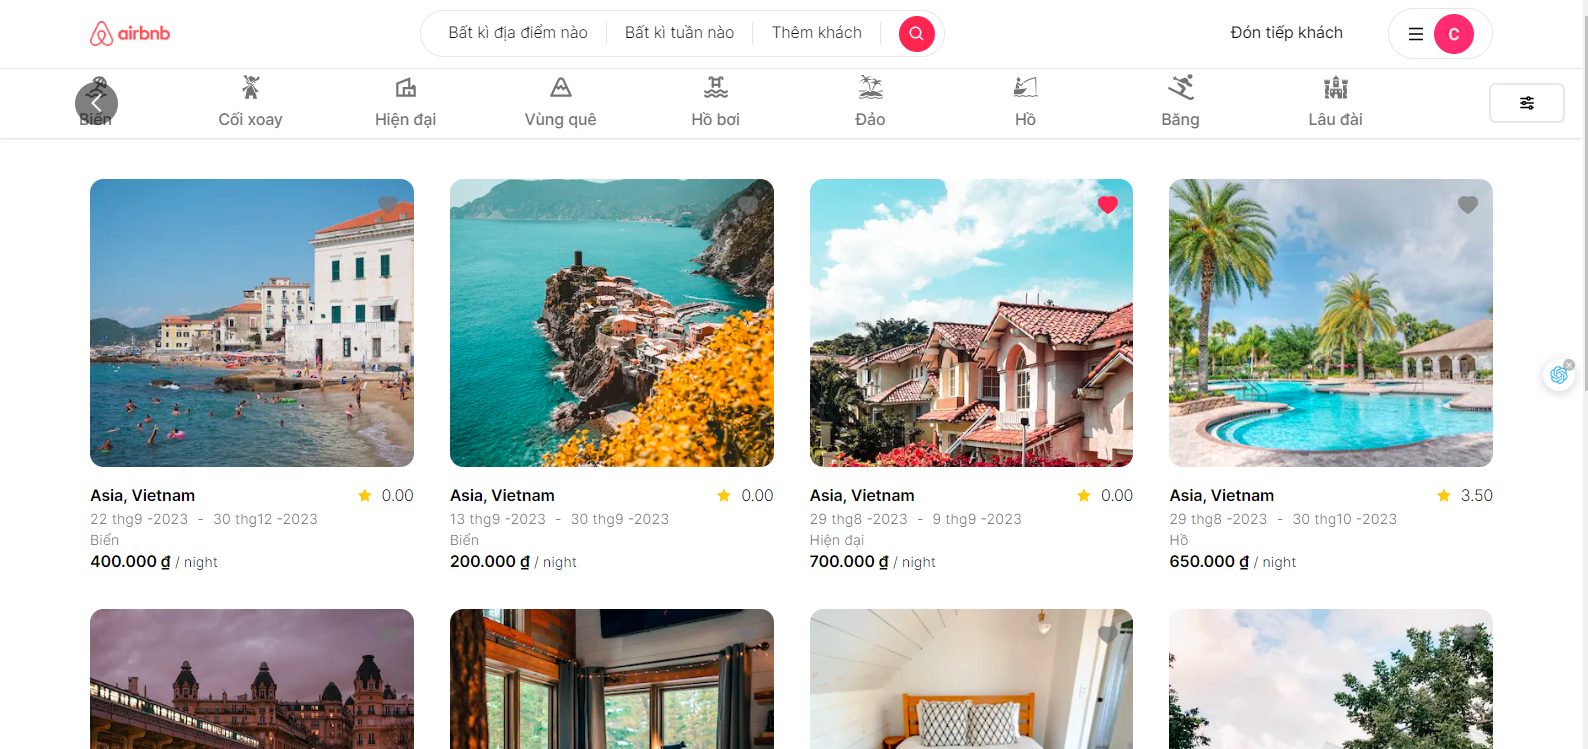 airbnb
Bất kì địa điểm nào
Bất kì tuần nào
Thêm khách
Đón tiếp khách
C
Biển
Cối xoay
Hiện đại
Vùng quê
Hồ bơi
Đảo
Hồ
Băng
Lâu đài
Asia, Vietnam
0.00
22 thg9 -2023 - 30 thg12 -2023
Biển
400.000 ₫ / night
Asia, Vietnam
0.00
13 thg9 -2023 - 30 thg9 -2023
Biển
200.000 ₫ / night
Asia, Vietnam
0.00
29 thg8 -2023 - 9 thg9 -2023
Hiện đại
700.000 ₫ / night
Asia, Vietnam
3.50
29 thg8 -2023 - 30 thg10 -2023
Hồ
650.000 ₫ / night